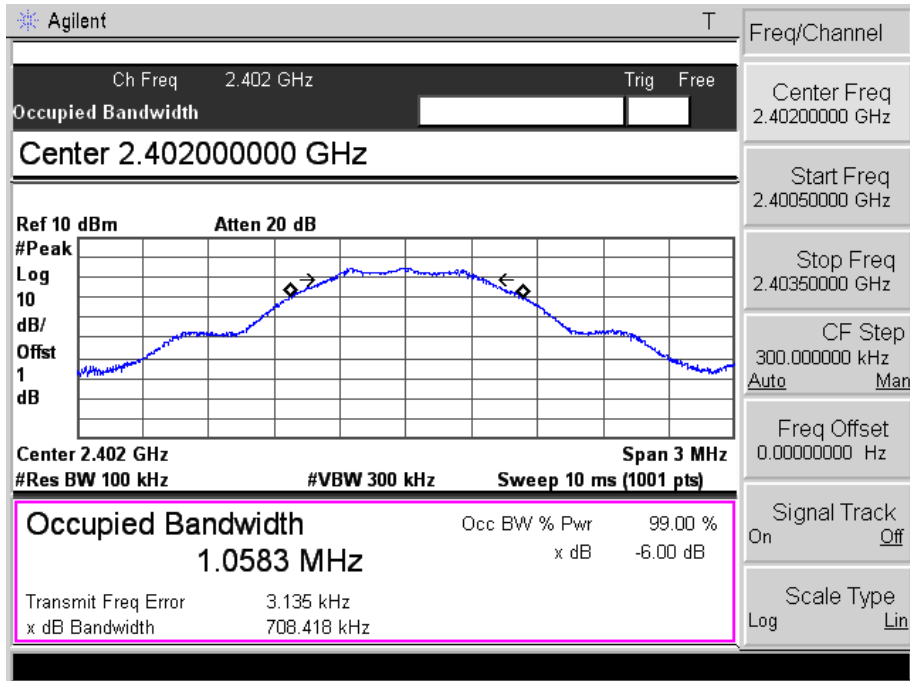 Agilent
T
Freq/Channel
Ch Freq 2.402 GHz Trig Free
Occupied Bandwidth
Center 2.402000000 GHz
Ref 10 dBm Atten 20 dB
#Peak
Log
10
dB/
Offst
1
dB
Center 2.402 GHz Span 3 MHz
#Res BW 100 kHz #VBW 300 kHz Sweep 10 ms (1001 pts)
Occupied Bandwidth
1.0583 MHz
Occ BW % Pwr 99.00 %
x dB -6.00 dB
Transmit Freq Error 3.135 kHz
x dB Bandwidth 708.418 kHz
Center Freq
2.40200000 GHz
Start Freq
2.40050000 GHz
Stop Freq
2.40350000 GHz
CF Step
300.000000 kHz
Auto Man
Freq Offset
0.00000000 Hz
Signal Track
On Off
Scale Type
Log Lin